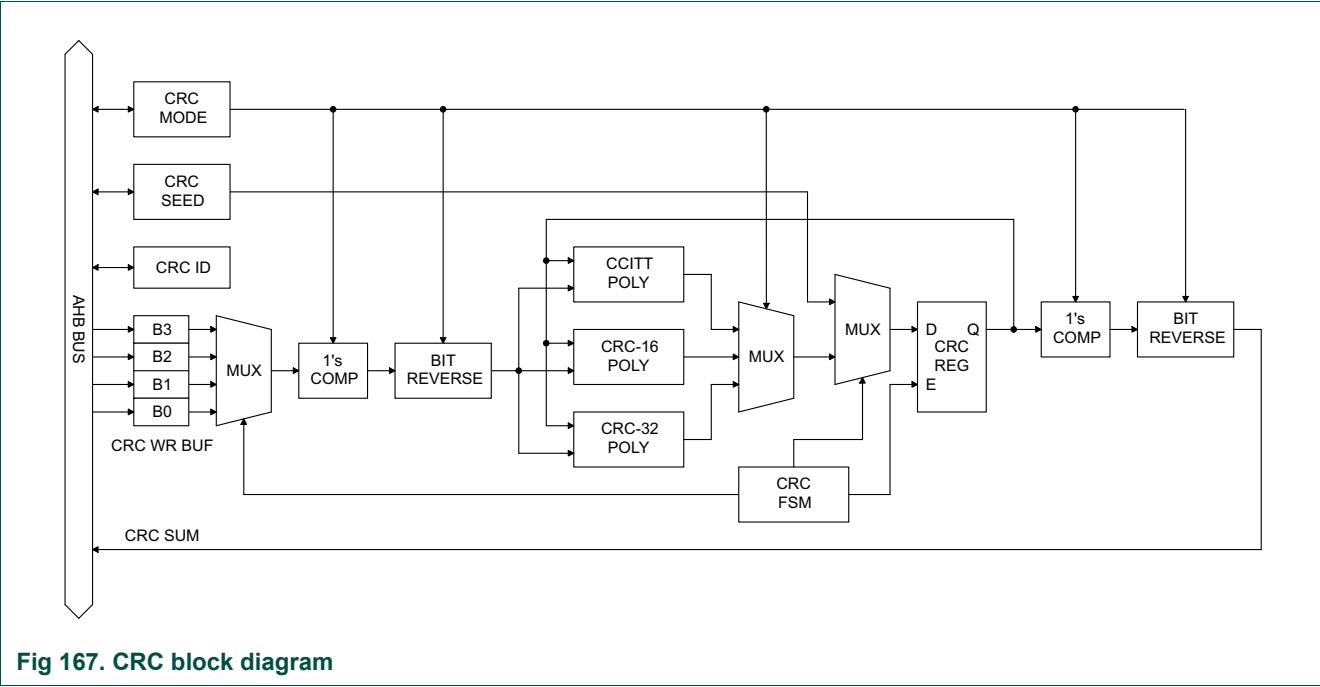 CRC
MODE
CRC
SEED
CRC ID
AHB BUS
B3
B2
B1
B0
CRC WR BUF
MUX
1's
COMP
BIT
REVERSE
CCITT
POLY
CRC-16
POLY
CRC-32
POLY
MUX
MUX
CRC
FSM
D Q
CRC
REG
E
1's
COMP
BIT
REVERSE
CRC SUM
Fig 167. CRC block diagram